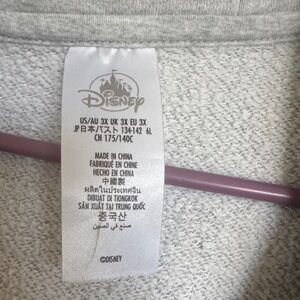 Disney
US/AU 3X UK 3X EU 3X
JP日本バスト 134-142 6L
CN 175/140C
MADE IN CHINA
FABRIQUÉ EN CHINE
HECHO EN CHINA
中國製
ผลิตในประเทศจีน
DIBUAT DI TIONGKOK
SẢN XUẤT TẠI TRUNG QUỐC
중국산
صنع في الصين
©DISNEY